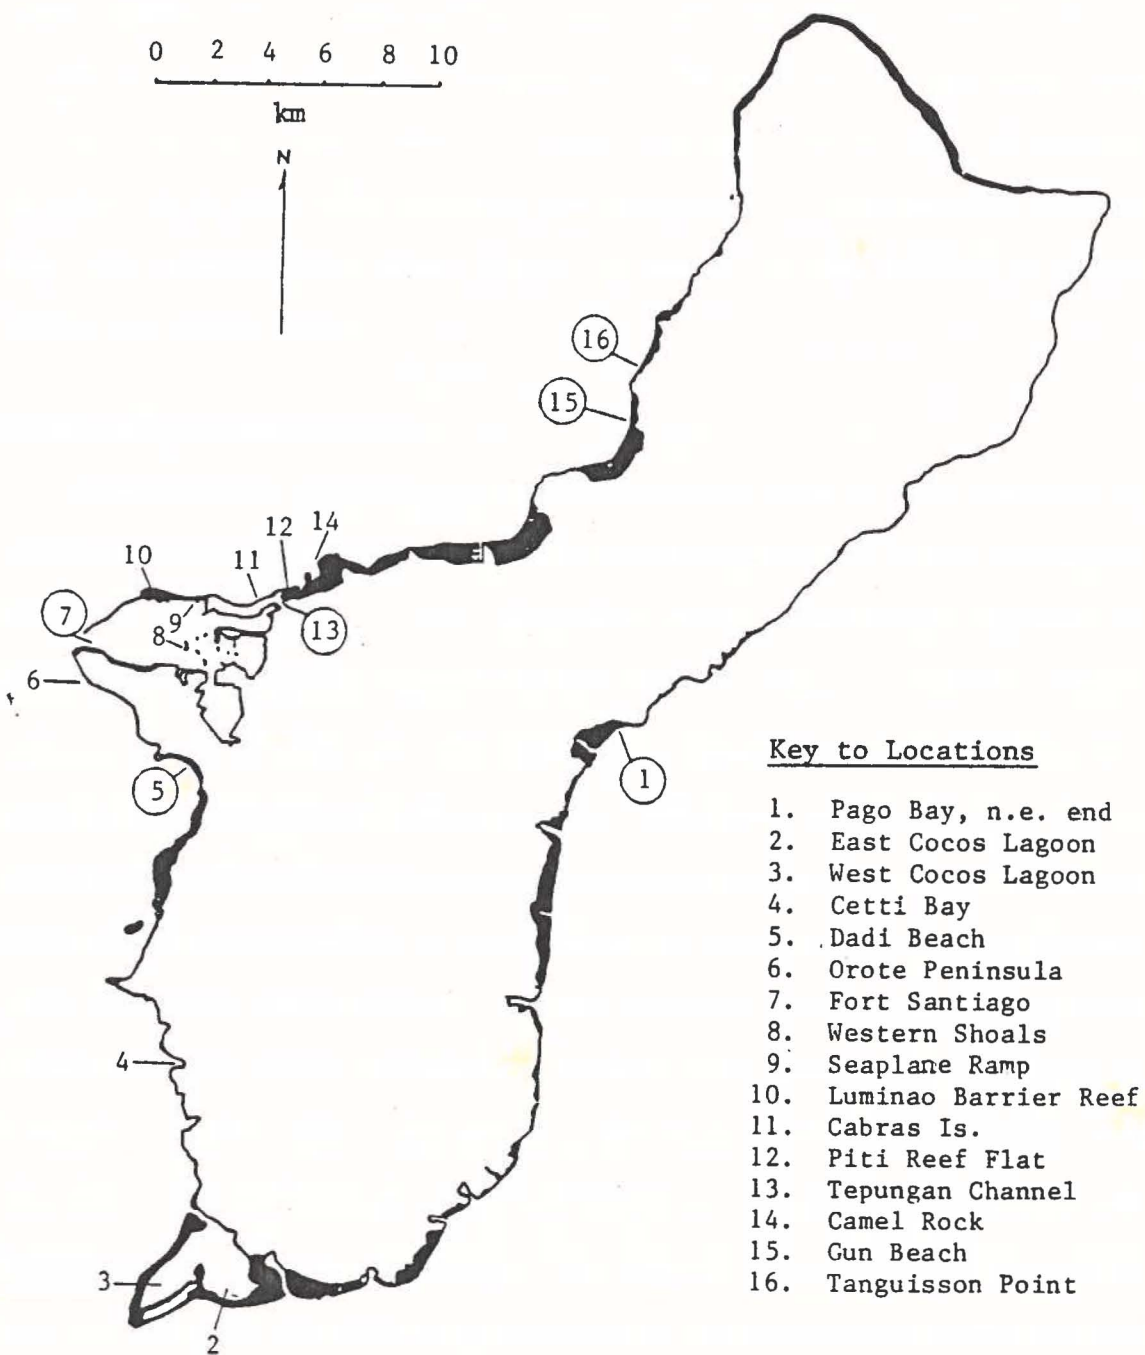 0 2 4 6 8 10
km
N
16
15
14
12
11
10
9
13
7
8
6
1
5
4
3
2
Key to Locations
1. Pago Bay, n.e. end
2. East Cocos Lagoon
3. West Cocos Lagoon
4. Cetti Bay
5. Dadi Beach
6. Orote Peninsula
7. Fort Santiago
8. Western Shoals
9. Seaplane Ramp
10. Luminao Barrier Reef
11. Cabras Is.
12. Piti Reef Flat
13. Tepungan Channel
14. Camel Rock
15. Gun Beach
16. Tanguisson Point